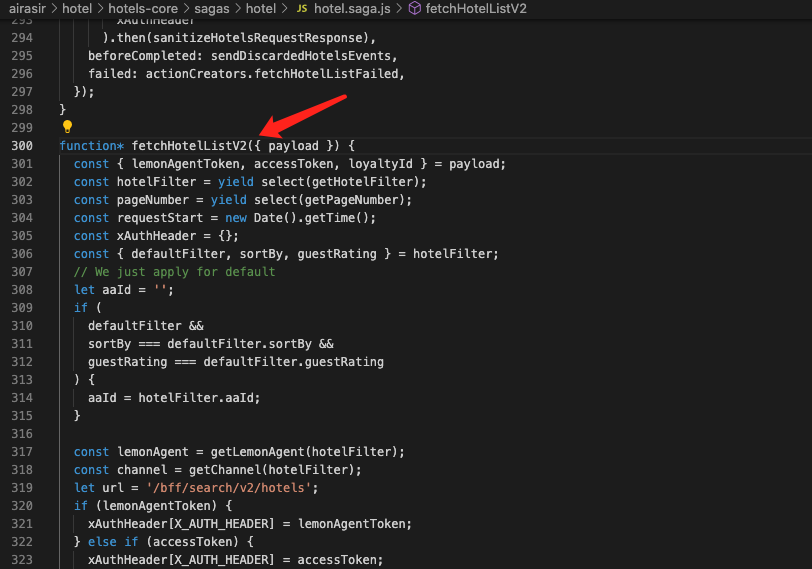 airasir > hotel > hotels-core > sagas > hotel > JS hotel.saga.js > fetchHotelListV2
293 xAuthHeader
294 ).then(sanitizeHotelsRequestResponse),
295 beforeCompleted: sendDiscardedHotelsEvents,
296 failed: actionCreators.fetchHotelListFailed,
297 });
298 }
299
300 function* fetchHotelListV2({ payload }) {
301 const { lemonAgentToken, accessToken, loyaltyId } = payload;
302 const hotelFilter = yield select(getHotelFilter);
303 const pageNumber = yield select(getPageNumber);
304 const requestStart = new Date().getTime();
305 const xAuthHeader = {};
306 const { defaultFilter, sortBy, guestRating } = hotelFilter;
307 // We just apply for default
308 let aaId = '';
309 if (
310 defaultFilter &&
311 sortBy === defaultFilter.sortBy &&
312 guestRating === defaultFilter.guestRating
313 ) {
314 aaId = hotelFilter.aaId;
315 }
316
317 const lemonAgent = getLemonAgent(hotelFilter);
318 const channel = getChannel(hotelFilter);
319 let url = '/bff/search/v2/hotels';
320 if (lemonAgentToken) {
321 xAuthHeader[X_AUTH_HEADER] = lemonAgentToken;
322 } else if (accessToken) {
323 xAuthHeader[X_AUTH_HEADER] = accessToken;